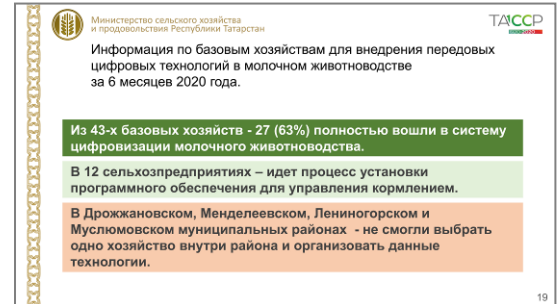 Министерство сельского хозяйства
и продовольствия Республики Татарстан
ТАССР
1920-2020
Информация по базовым хозяйствам для внедрения передовых
цифровых технологий в молочном животноводстве
за 6 месяцев 2020 года.
Из 43-х базовых хозяйств - 27 (63%) полностью вошли в систему
цифровизации молочного животноводства.
В 12 сельхозпредприятиях – идет процесс установки
программного обеспечения для управления кормлением.
В Дрожжановском, Менделеевском, Лениногорском и
Муслюмовском муниципальных районах - не смогли выбрать
одно хозяйство внутри района и организовать данные
технологии.
19